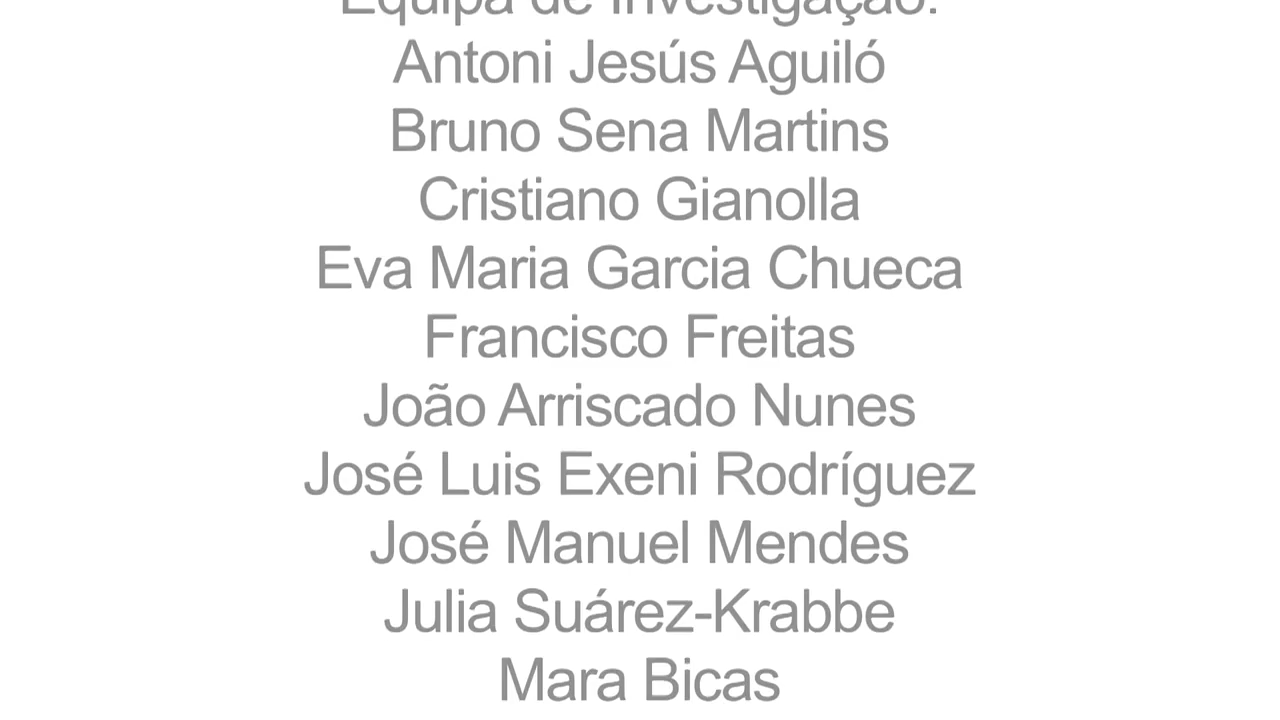 Equipa de Investigação:
Antoni Jesús Aguiló
Bruno Sena Martins
Cristiano Gianolla
Eva Maria Garcia Chueca
Francisco Freitas
João Arriscado Nunes
José Luis Exeni Rodríguez
José Manuel Mendes
Julia Suárez-Krabbe
Mara Bicas